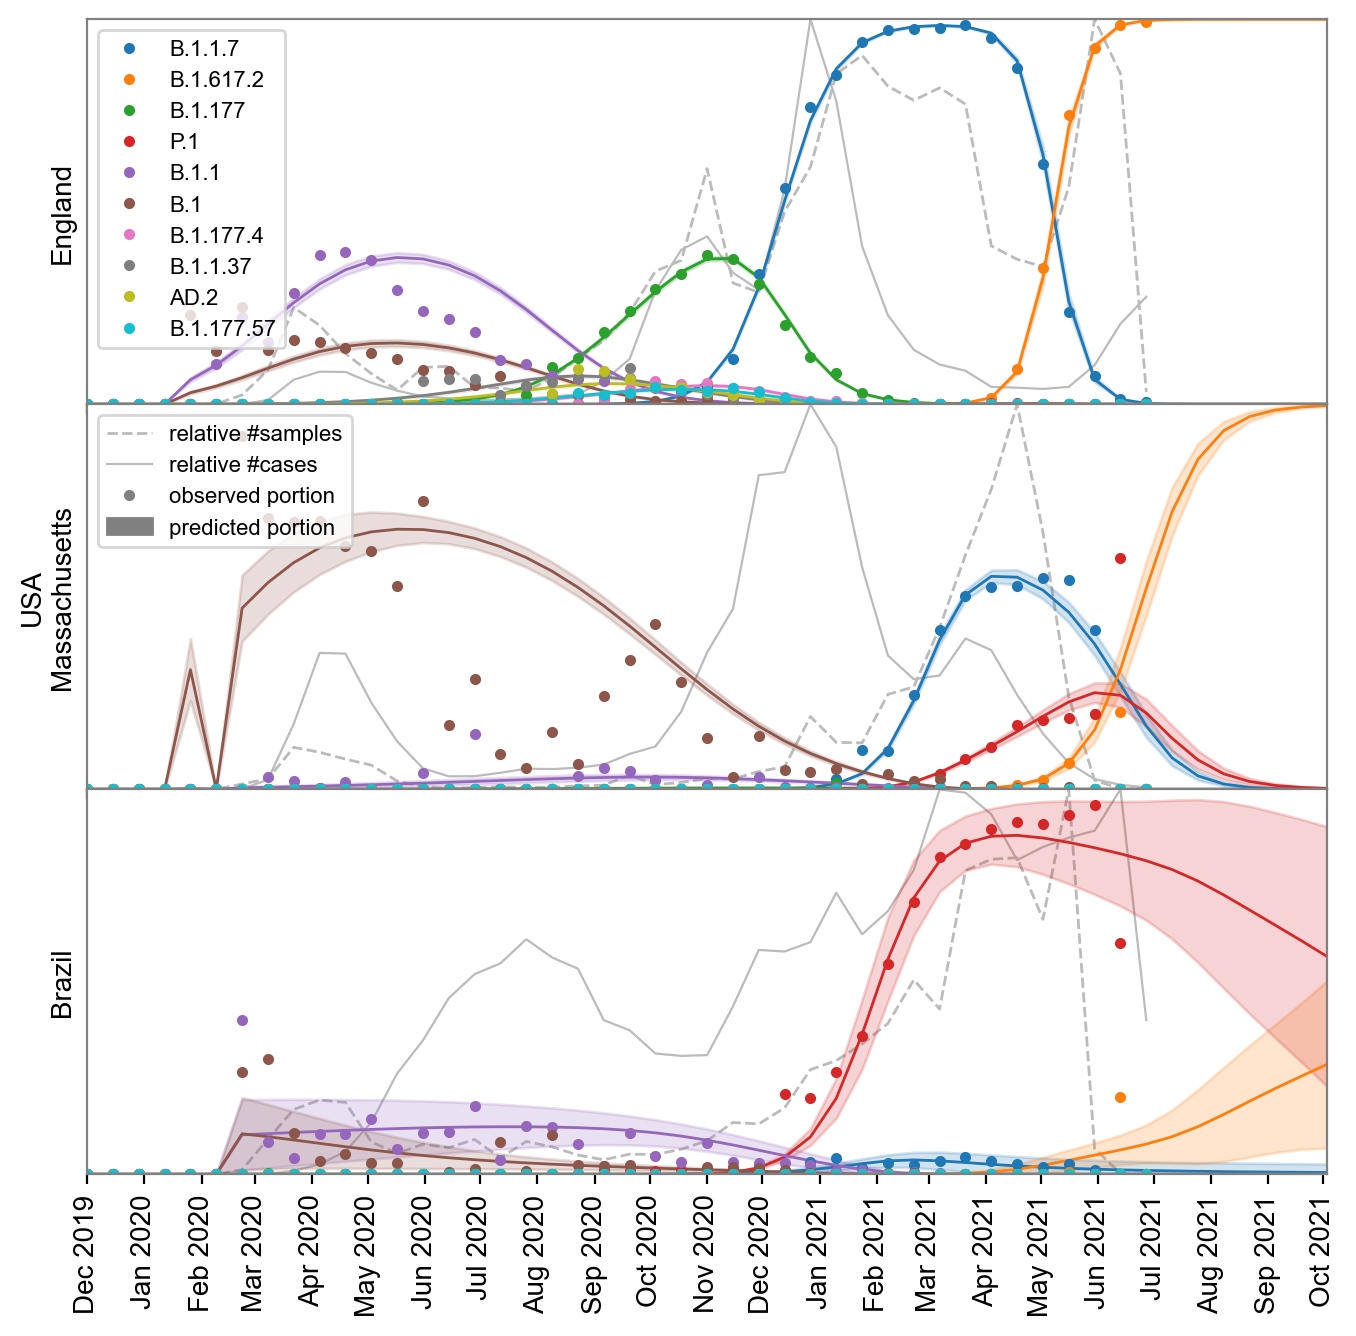 England
B.1.1.7
B.1.617.2
B.1.177
P.1
B.1.1
B.1
B.1.177.4
B.1.1.37
AD.2
B.1.177.57
USA
Massachusetts
relative #samples
relative #cases
observed portion
predicted portion
Brazil
Dec 2019
Jan 2020
Feb 2020
Mar 2020
Apr 2020
May 2020
Jun 2020
Jul 2020
Aug 2020
Sep 2020
Oct 2020
Nov 2020
Dec 2020
Jan 2021
Feb 2021
Mar 2021
Apr 2021
May 2021
Jun 2021
Jul 2021
Aug 2021
Sep 2021
Oct 2021